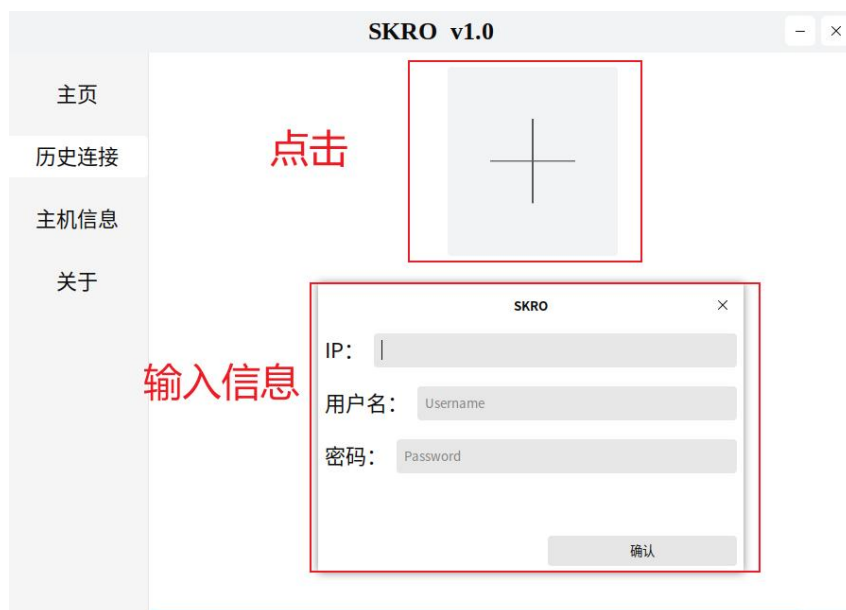 SKRO v1.0
主页
历史连接
主机信息
关于
点击
输入信息
SKRO
IP：
用户名：
Username
密码：
Password
确认